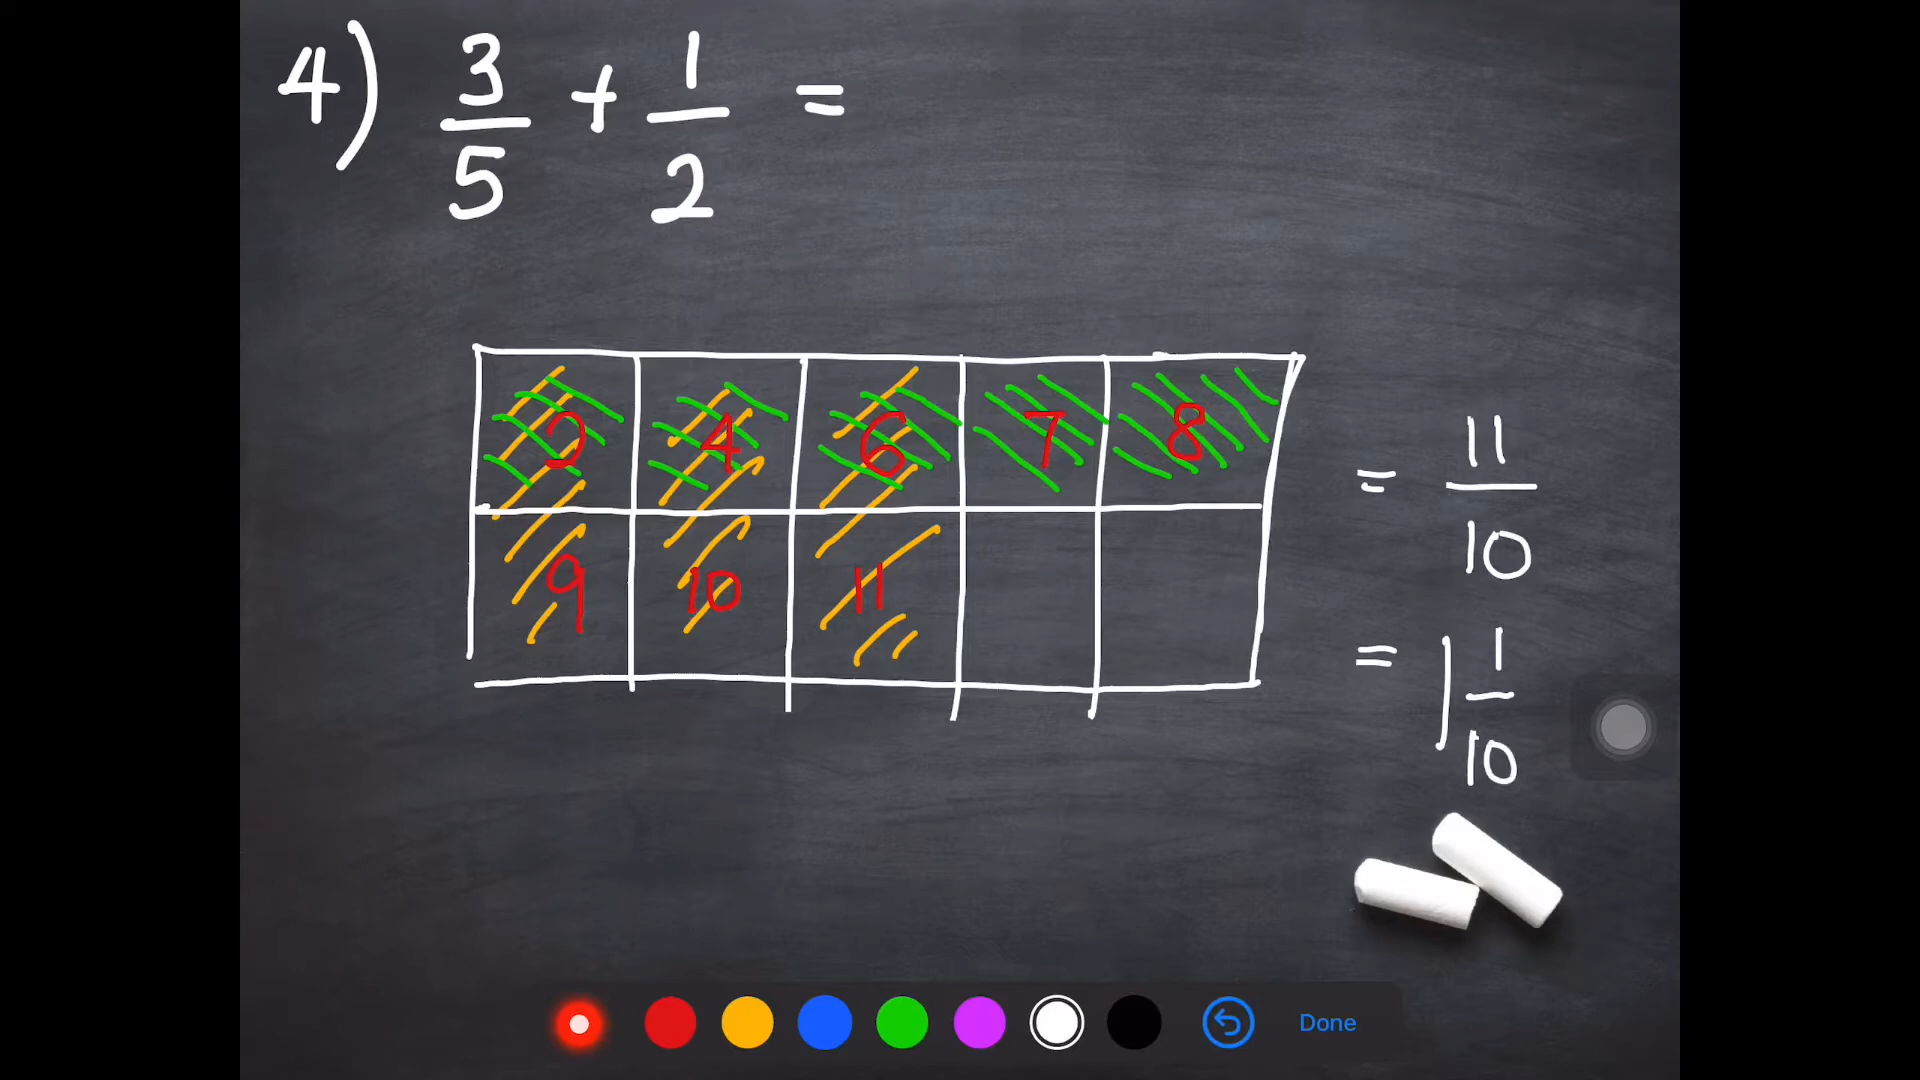 4) 3/5 + 1/2 =
2 4 6 7 8
9 10 11
= 11/10
= 1 1/10
Done